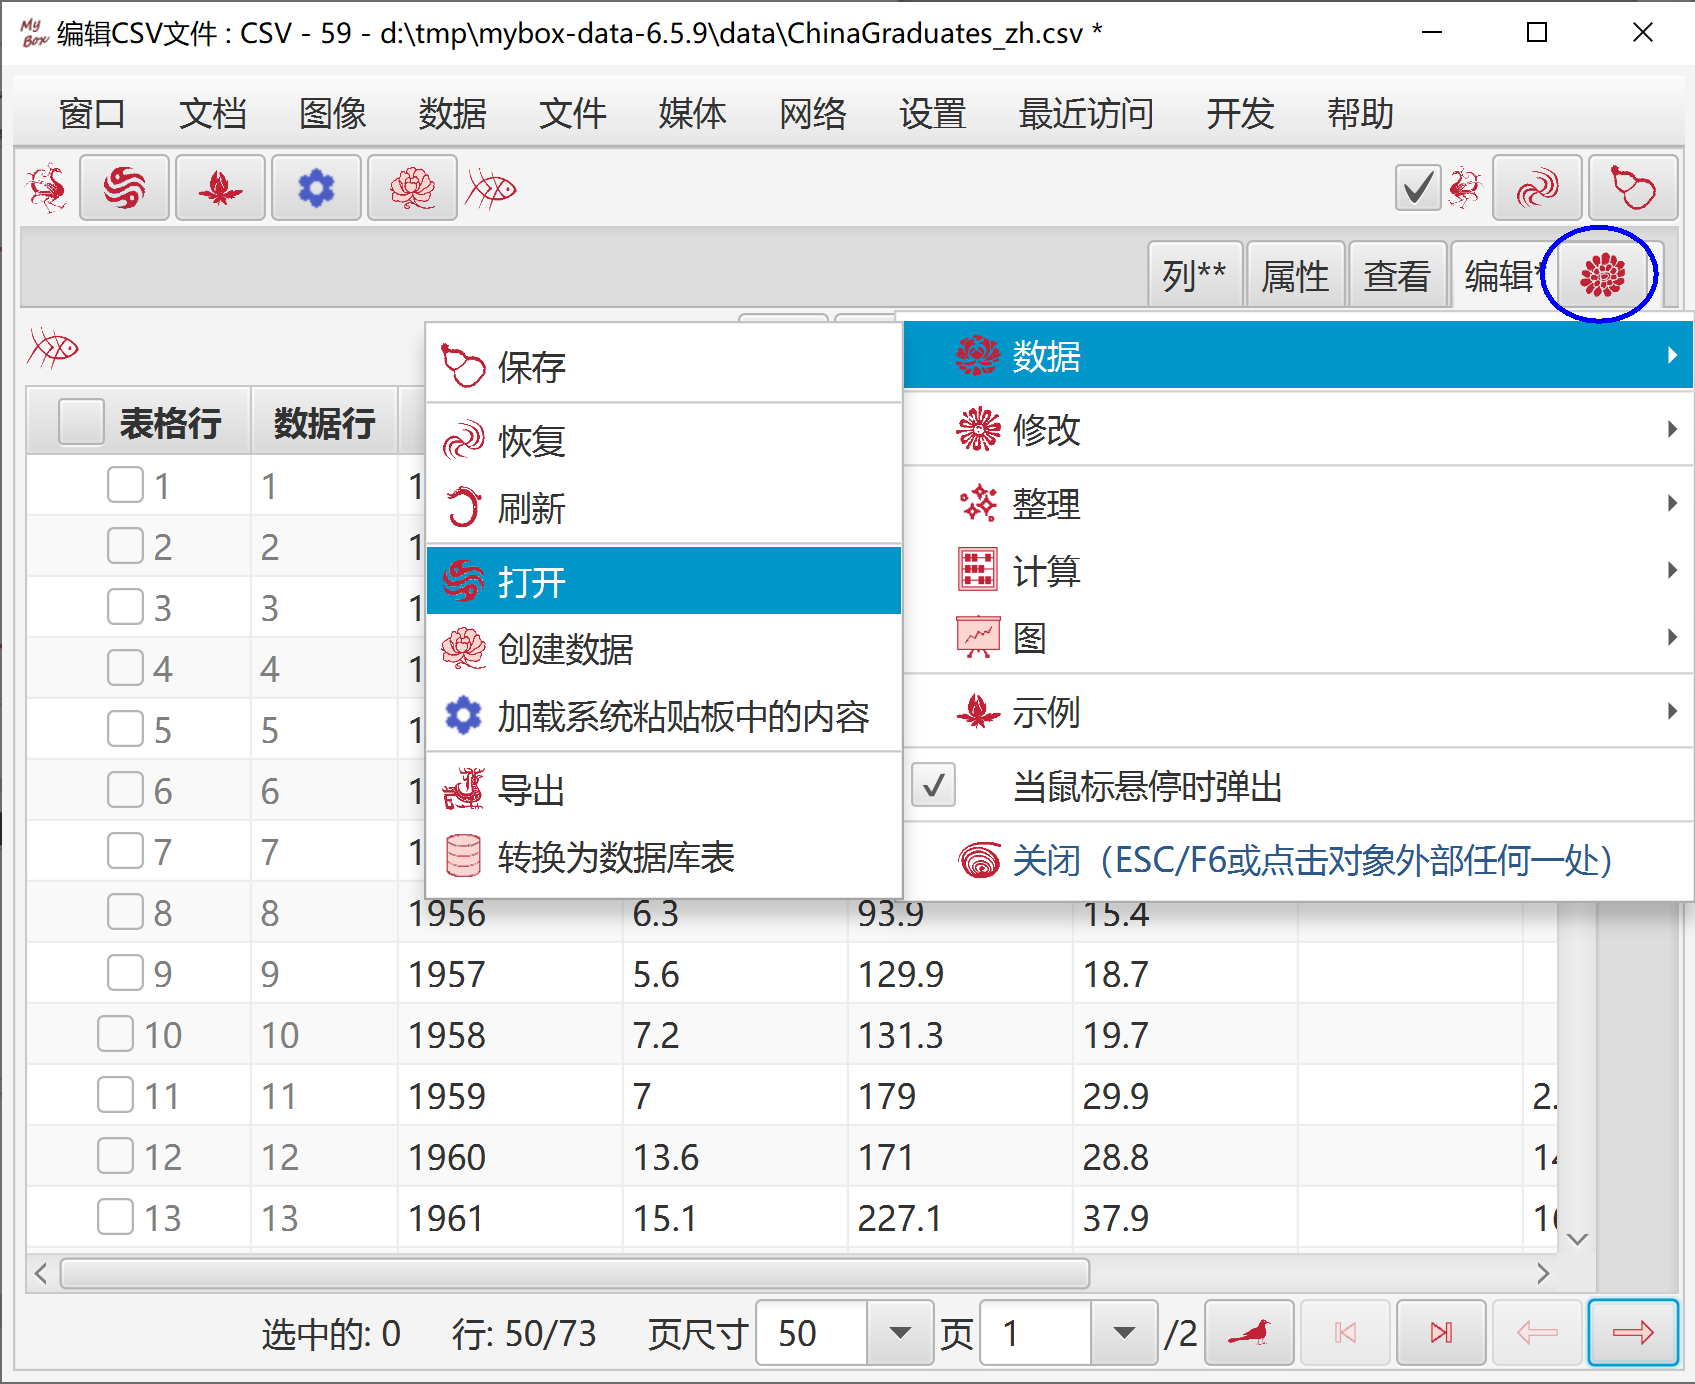 My Box 编辑CSV文件 : CSV - 59 - d:\tmp\mybox-data-6.5.9\data\ChinaGraduates_zh.csv *
窗口 文档 图像 数据 文件 媒体 网络 设置 最近访问 开发 帮助
列** 属性 查看 编辑*
数据
修改
整理
计算
图
示例
当鼠标悬停时弹出
关闭（ESC/F6或点击对象外部任何一处）
保存
恢复
刷新
打开
创建数据
加载系统粘贴板中的内容
导出
转换为数据库表
表格行 数据行
1 1
2 2
3 3
4 4
5 5
6 6
7 7
8 8 1956 6.3 93.9 15.4
9 9 1957 5.6 129.9 18.7
10 10 1958 7.2 131.3 19.7
11 11 1959 7 179 29.9 2.
12 12 1960 13.6 171 28.8
13 13 1961 15.1 227.1 37.9
选中的: 0 行: 50/73 页尺寸 50 页 1 /2